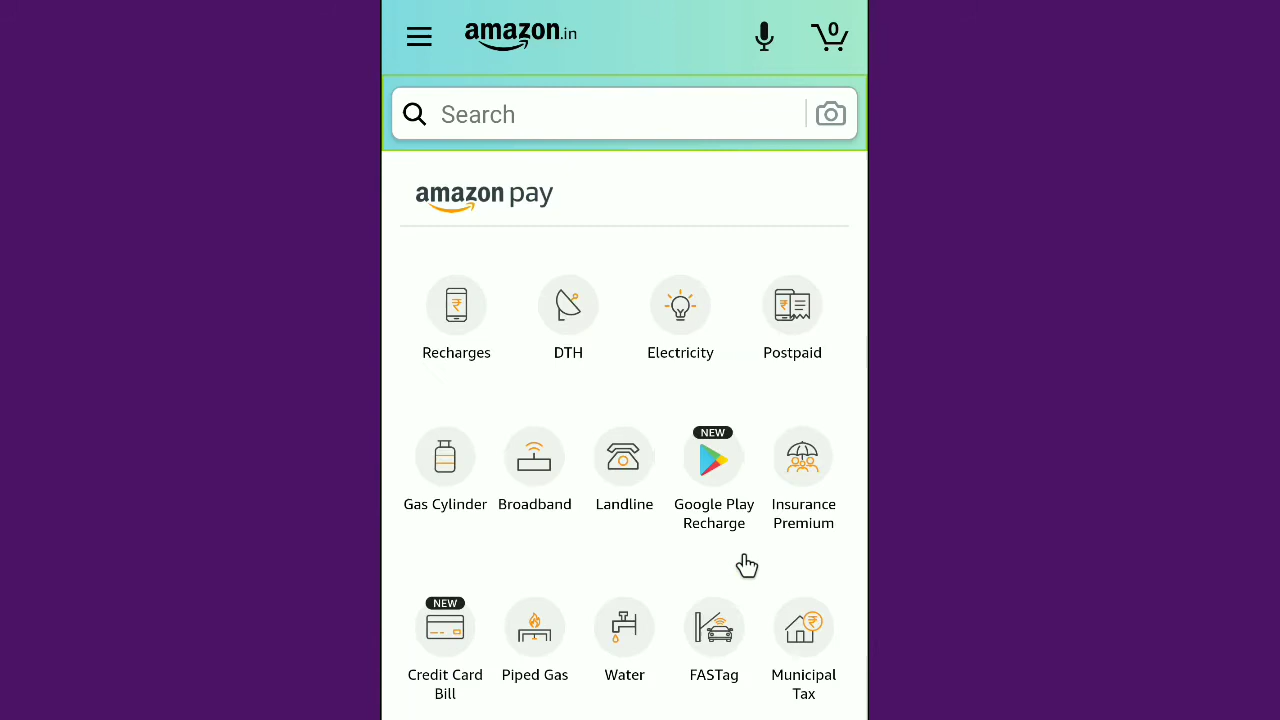 amazon.in
0
Search
amazon pay
Recharges
DTH
Electricity
Postpaid
NEW
Gas Cylinder
Broadband
Landline
Google Play
Recharge
Insurance
Premium
NEW
Credit Card
Bill
Piped Gas
Water
FASTag
Municipal
Tax